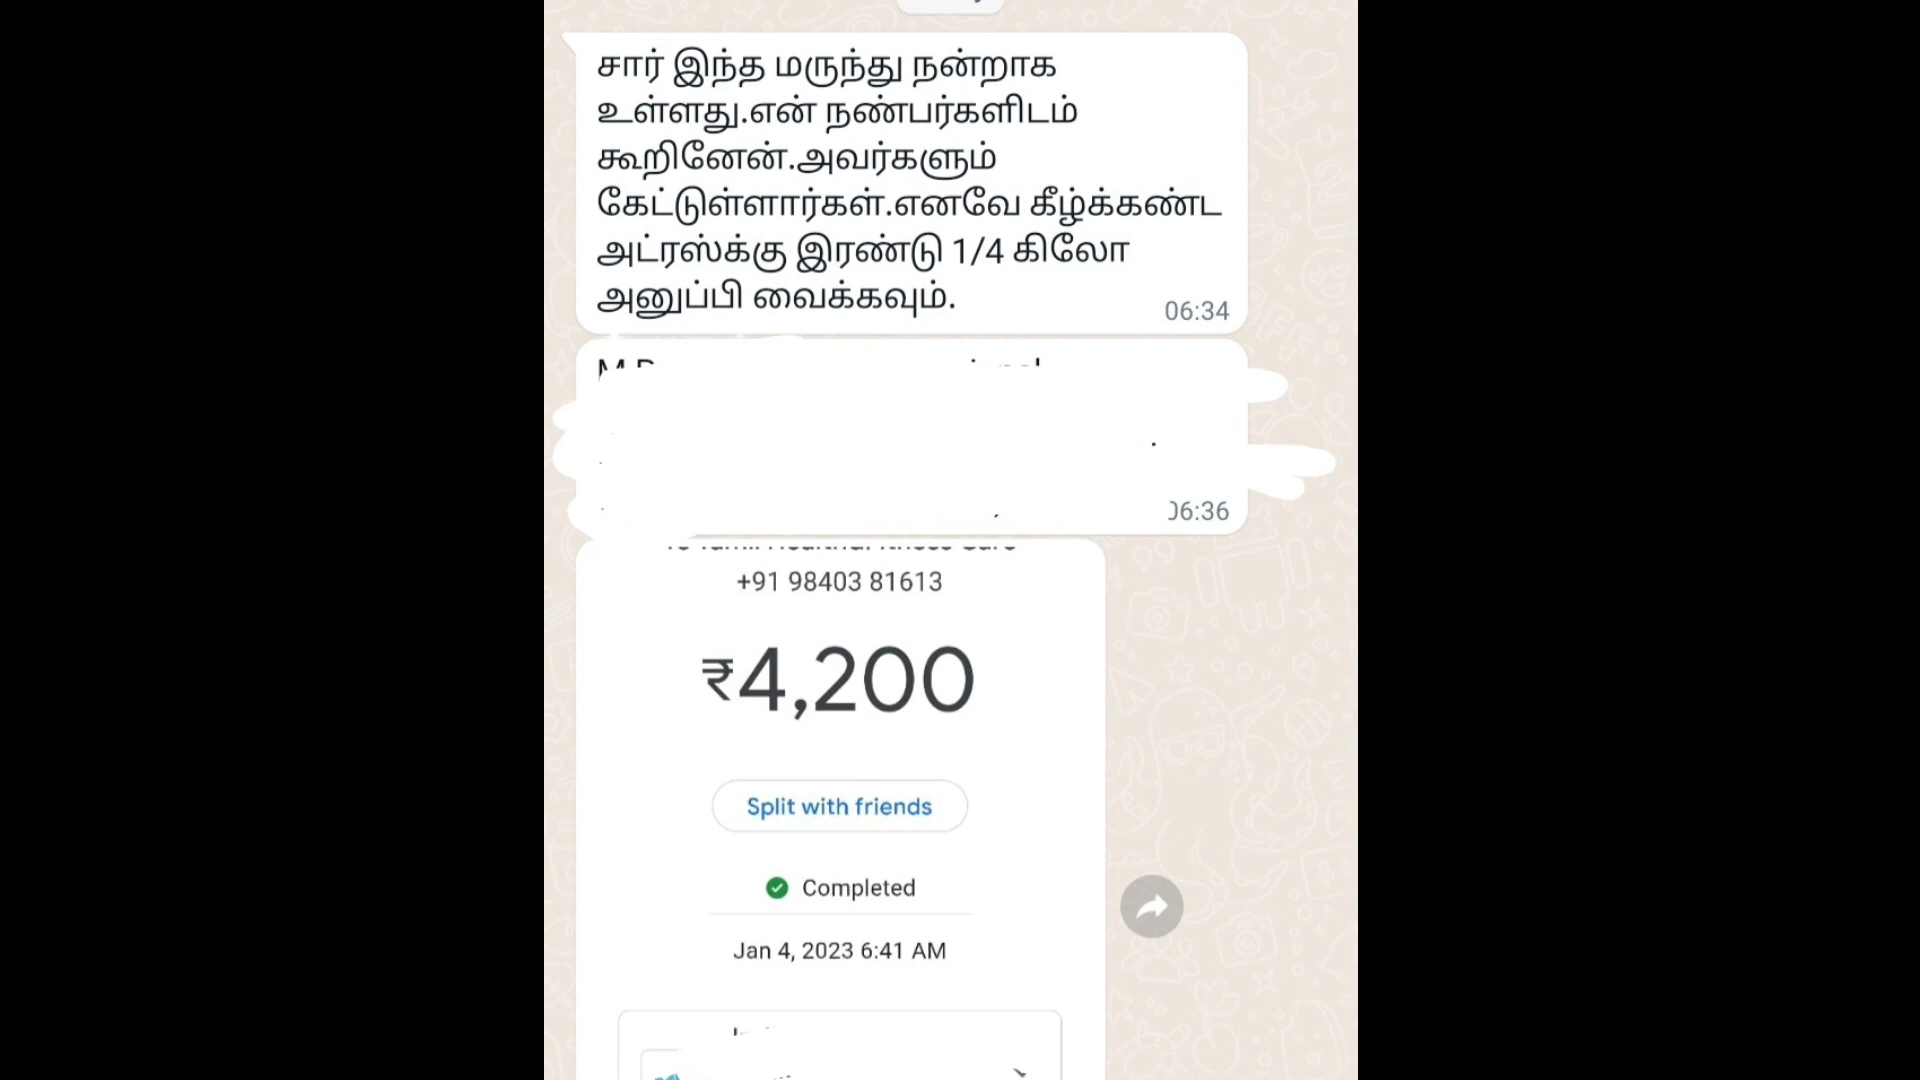 சார் இந்த மருந்து நன்றாக
உள்ளது.என் நண்பர்களிடம்
கூறினேன்.அவர்களும்
கேட்டுள்ளார்கள்.எனவே கீழ்க்கண்ட
அட்ரஸ்க்கு இரண்டு 1/4 கிலோ
அனுப்பி வைக்கவும்.
06:34
06:36
+91 98403 81613
₹4,200
Split with friends
Completed
Jan 4, 2023 6:41 AM